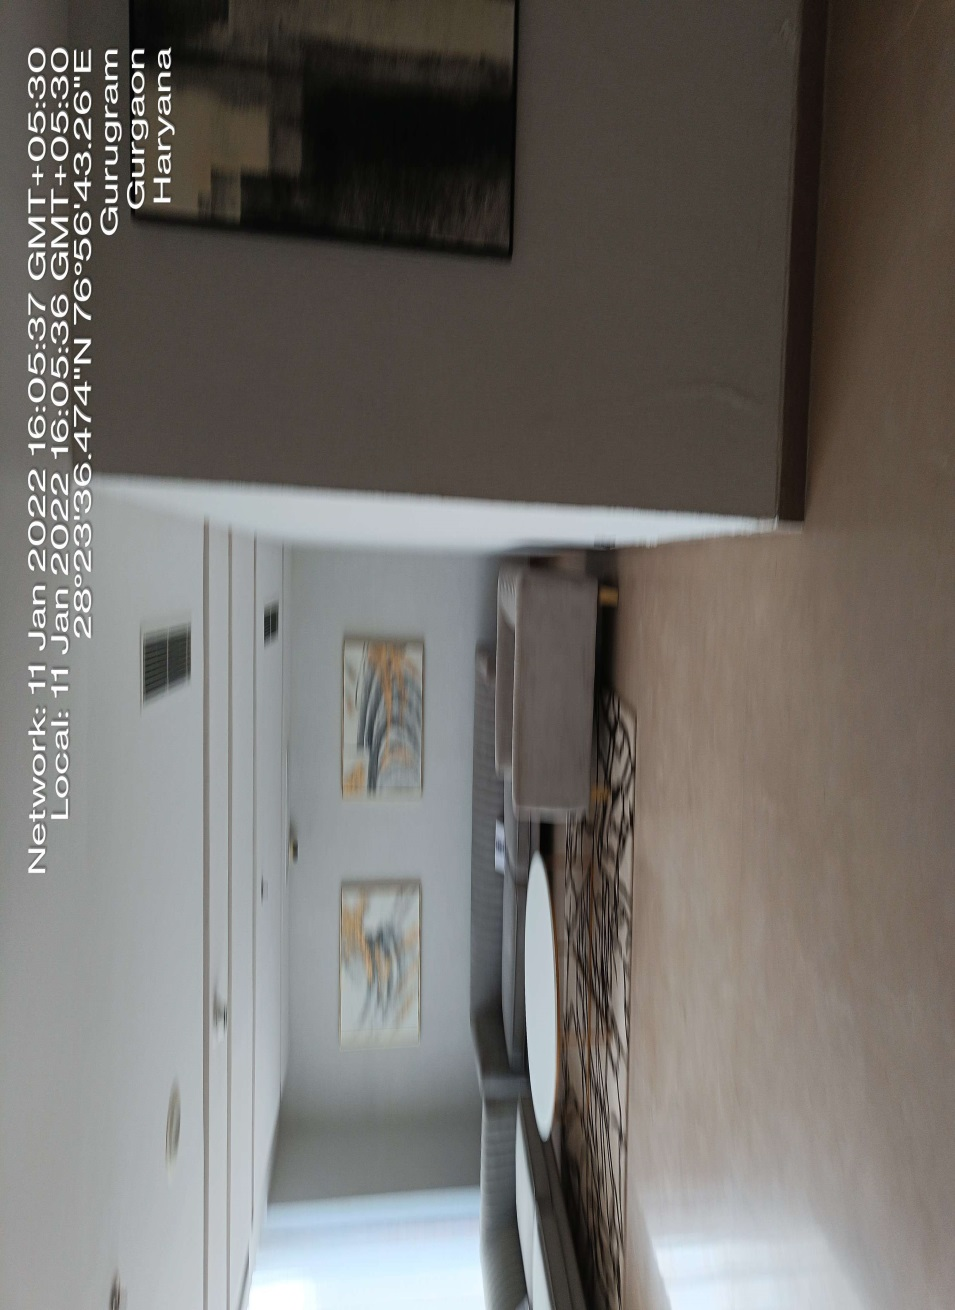 Network: 11 Jan 2022 16:05:37 GMT+05:30
Local: 11 Jan 2022 16:05:36 GMT+05:30
28°23'36.474"N 76°56'43.26"E
Gurugram
Gurgaon
Haryana